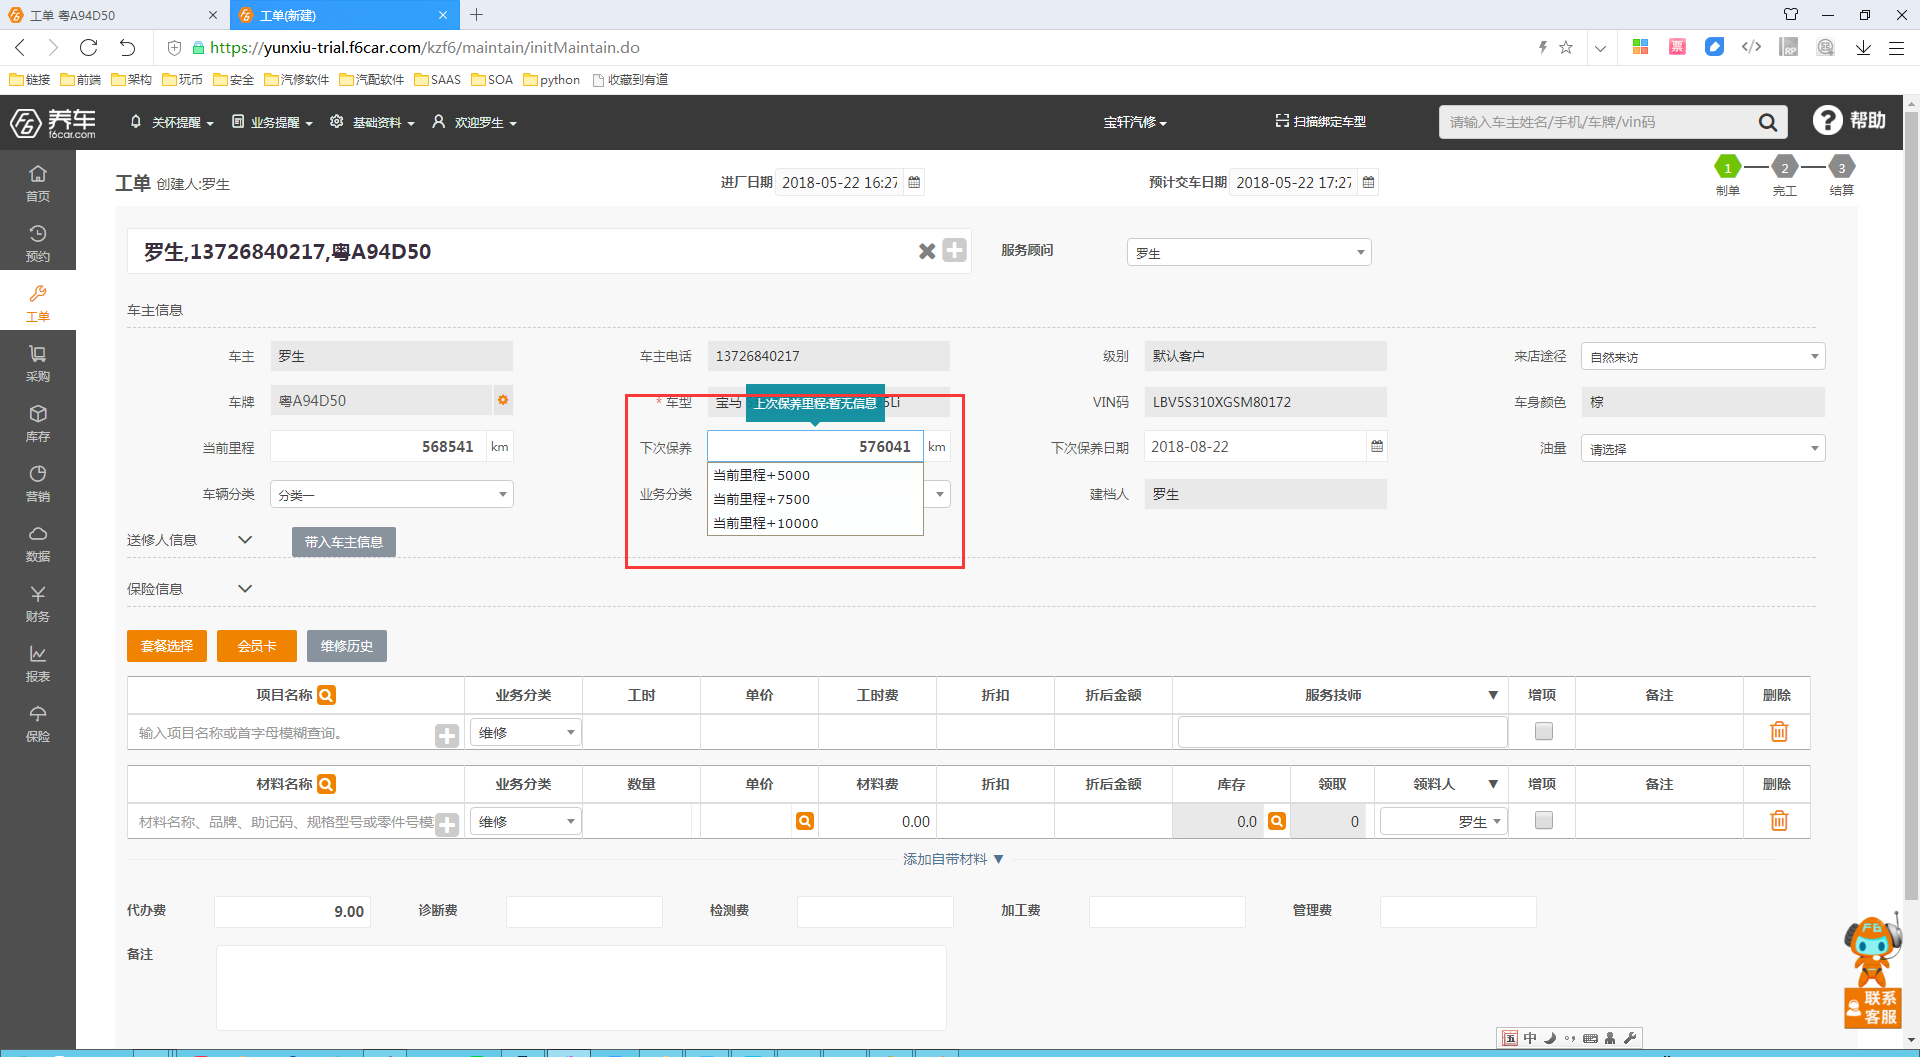 工单 粤A94D50
工单(新建)
https://yunxiu-trial.f6car.com/kzf6/maintain/initMaintain.do
票
RP
链接 前端 架构 玩币 安全 汽修软件 汽配软件 SAAS SOA python 收藏到有道
养车
f6car.com
关怀提醒 业务提醒 基础资料 欢迎罗生
宝轩汽修
扫描绑定车型
请输入车主姓名/手机/车牌/vin码
帮助
首页
预约
工单
采购
库存
营销
数据
财务
报表
保险
工单 创建人:罗生
进厂日期 2018-05-22 16:27
预计交车日期 2018-05-22 17:27
1 2 3
制单 完工 结算
罗生,13726840217,粤A94D50
服务顾问 罗生
车主信息
车主 罗生 车主电话 13726840217 级别 默认客户 来店途径 自然来访
车牌 粤A94D50 * 车型 宝马 5Li VIN码 LBV5S310XGSM80172 车身颜色 棕
上次保养里程:暂无信息
当前里程 568541 km 下次保养 576041 km 下次保养日期 2018-08-22 油量 请选择
当前里程+5000
当前里程+7500
当前里程+10000
车辆分类 分类一 业务分类 建档人 罗生
送修人信息 带入车主信息
保险信息
套餐选择 会员卡 维修历史
项目名称 业务分类 工时 单价 工时费 折扣 折后金额 服务技师 ▼ 增项 备注 删除
输入项目名称或首字母模糊查询。 维修
材料名称 业务分类 数量 单价 材料费 折扣 折后金额 库存 领取 领料人 ▼ 增项 备注 删除
材料名称、品牌、助记码、规格型号或零件号模 维修 0.00 0.0 0 罗生
添加自带材料 ▼
代办费 9.00 诊断费 检测费 加工费 管理费
备注
F6
联系
客服
五 中